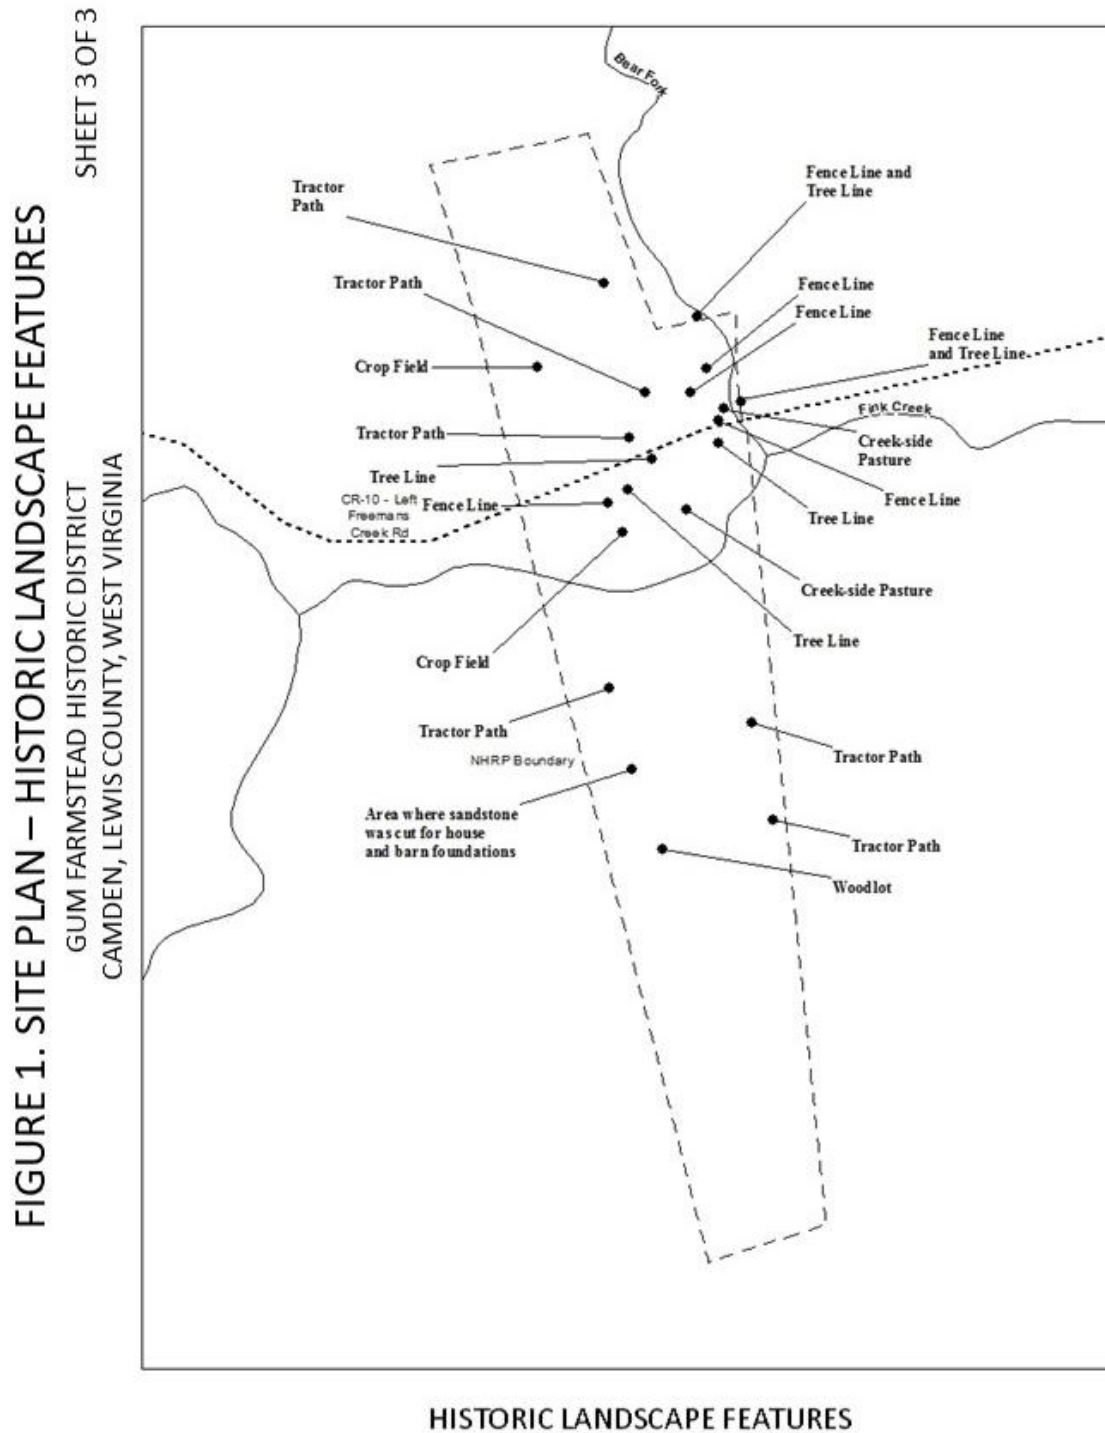 FIGURE 1. SITE PLAN – HISTORIC LANDSCAPE FEATURES
SHEET 3 OF 3
GUM FARMSTEAD HISTORIC DISTRICT
CAMDEN, LEWIS COUNTY, WEST VIRGINIA
Bear Fork
Fence Line and
Tree Line
Tractor
Path
Tractor Path
Fence Line
Fence Line
Fence Line
and Tree Line
Crop Field
Fink Creek
Tractor Path
Creek-side
Pasture
Tree Line
CR-10 - Left
Freemans
Creek Rd
Fence Line
Fence Line
Tree Line
Creek-side Pasture
Tree Line
Crop Field
Tractor Path
NHRP Boundary
Tractor Path
Area where sandstone
was cut for house
and barn foundations
Tractor Path
Woodlot
HISTORIC LANDSCAPE FEATURES